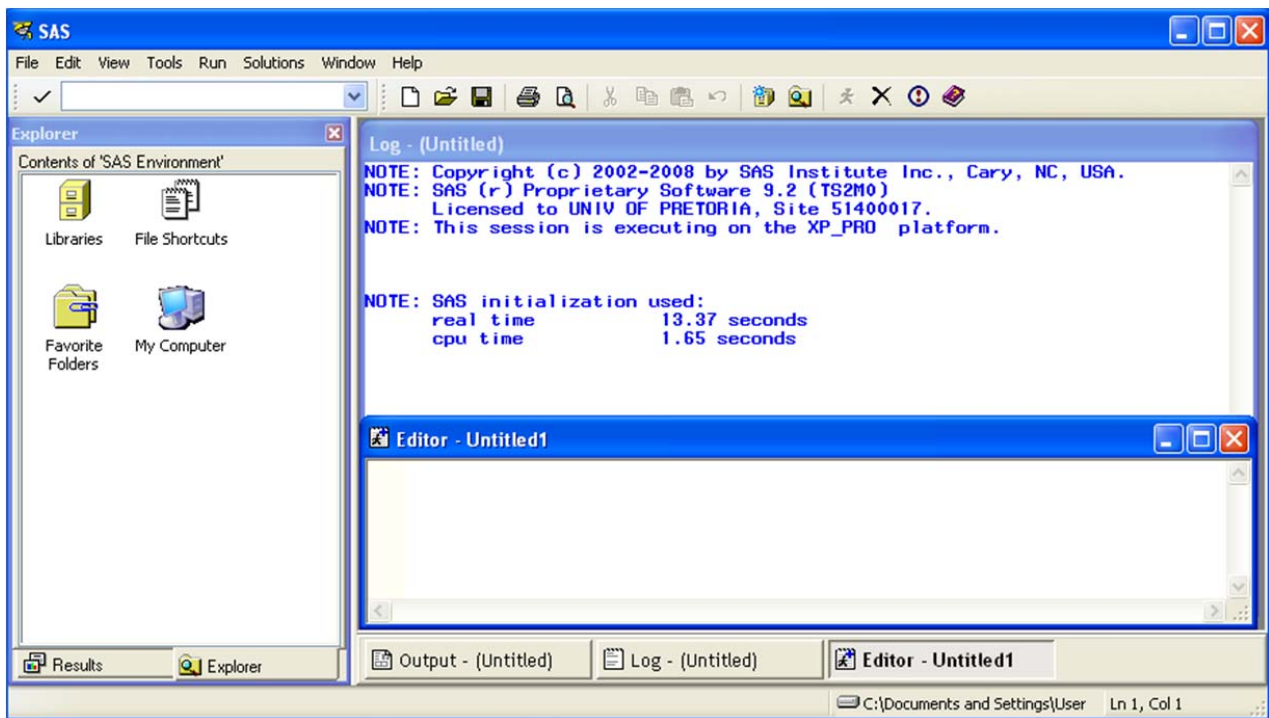 SAS
File Edit View Tools Run Solutions Window Help
Explorer
Contents of 'SAS Environment'
Libraries File Shortcuts
Favorite Folders My Computer
Results Explorer
Log - (Untitled)
NOTE: Copyright (c) 2002-2008 by SAS Institute Inc., Cary, NC, USA.
NOTE: SAS (r) Proprietary Software 9.2 (TS2M0)
Licensed to UNIV OF PRETORIA, Site 51400017.
NOTE: This session is executing on the XP_PRO platform.
NOTE: SAS initialization used:
real time 13.37 seconds
cpu time 1.65 seconds
Editor - Untitled1
Output - (Untitled) Log - (Untitled) Editor - Untitled1
C:\Documents and Settings\User Ln 1, Col 1